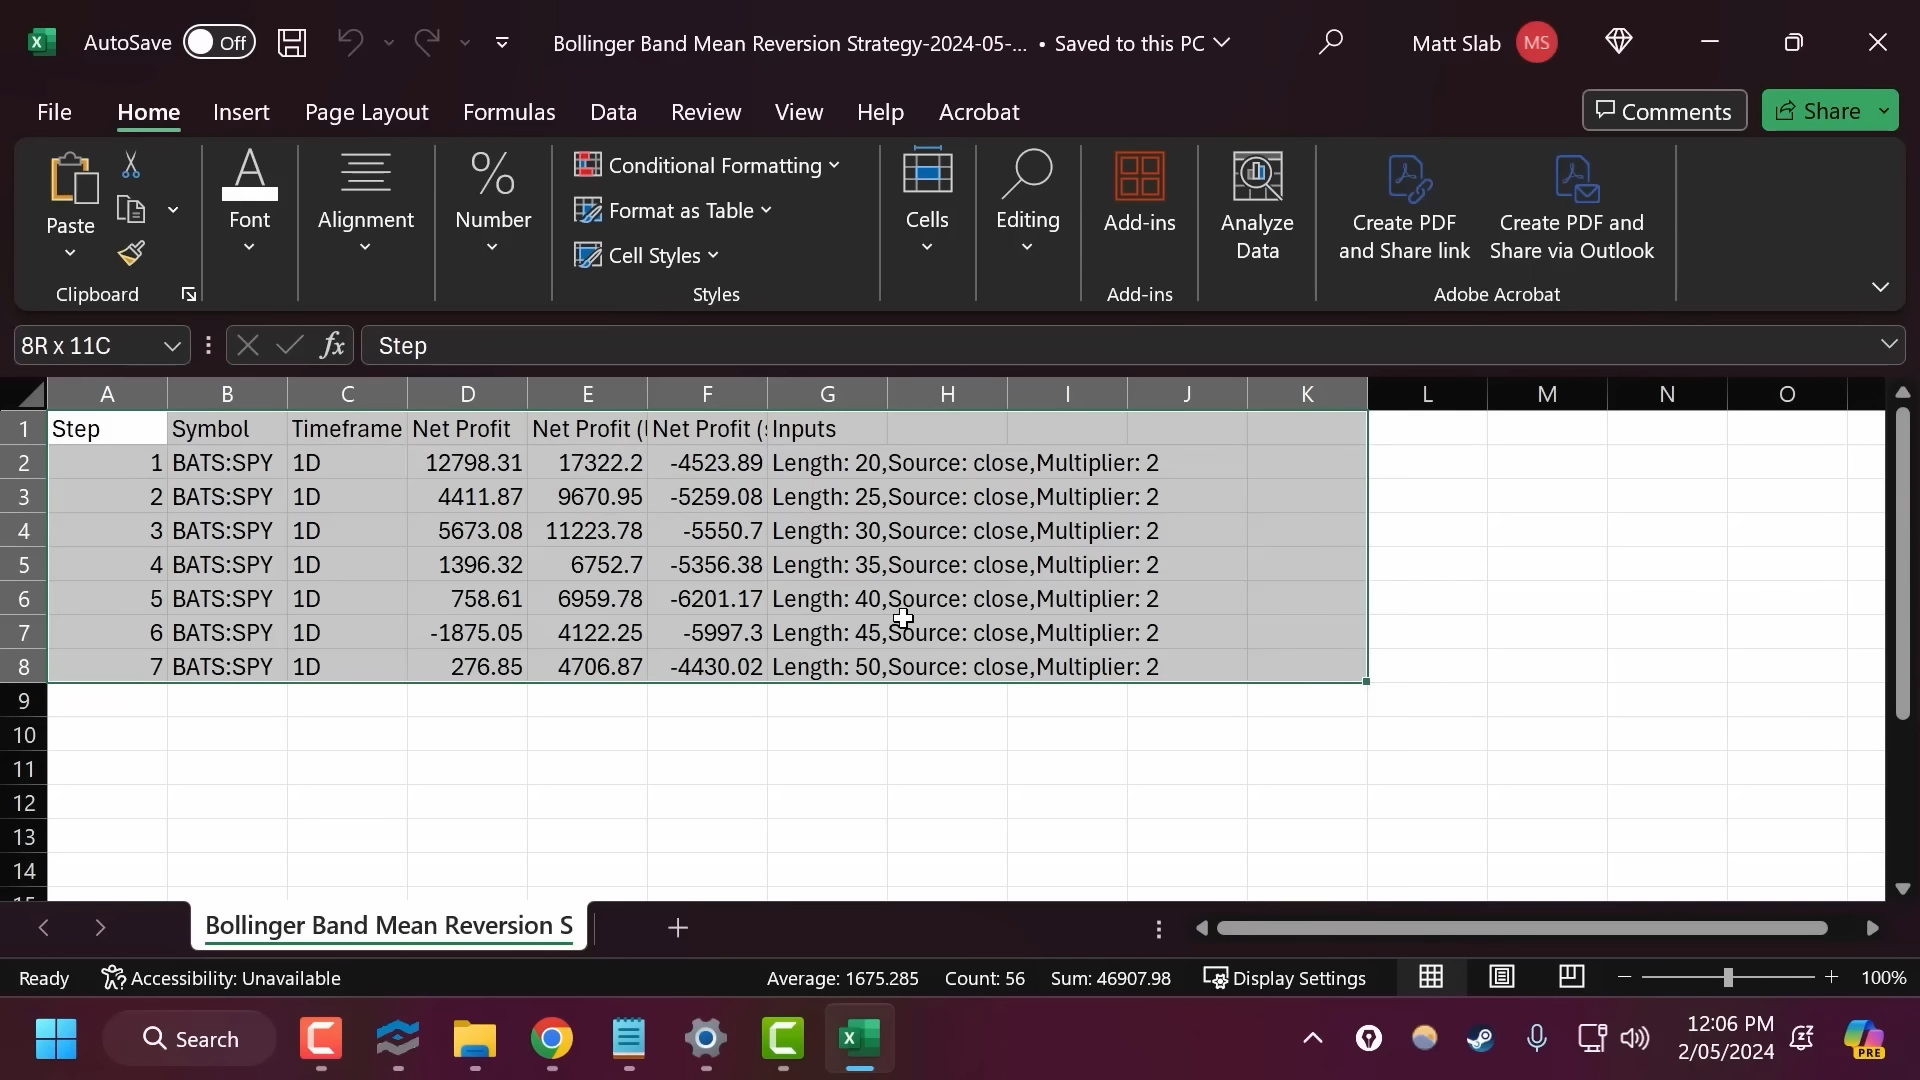 AutoSave Off Bollinger Band Mean Reversion Strategy-2024-05-... • Saved to this PC Matt Slab MS
File Home Insert Page Layout Formulas Data Review View Help Acrobat Comments Share
Paste Font Alignment Number Conditional Formatting Format as Table Cell Styles Cells Editing Add-ins Analyze Data Create PDF and Share link Create PDF and Share via Outlook
Clipboard Styles Add-ins Adobe Acrobat
8R x 11C fx Step
A B C D E F G H I J K L M N O
1 Step Symbol Timeframe Net Profit Net Profit (l Net Profit (s Inputs
2 1 BATS:SPY 1D 12798.31 17322.2 -4523.89 Length: 20,Source: close,Multiplier: 2
3 2 BATS:SPY 1D 4411.87 9670.95 -5259.08 Length: 25,Source: close,Multiplier: 2
4 3 BATS:SPY 1D 5673.08 11223.78 -5550.7 Length: 30,Source: close,Multiplier: 2
5 4 BATS:SPY 1D 1396.32 6752.7 -5356.38 Length: 35,Source: close,Multiplier: 2
6 5 BATS:SPY 1D 758.61 6959.78 -6201.17 Length: 40,Source: close,Multiplier: 2
7 6 BATS:SPY 1D -1875.05 4122.25 -5997.3 Length: 45,Source: close,Multiplier: 2
8 7 BATS:SPY 1D 276.85 4706.87 -4430.02 Length: 50,Source: close,Multiplier: 2
9
10
11
12
13
14
15
Bollinger Band Mean Reversion S
Ready Accessibility: Unavailable Average: 1675.285 Count: 56 Sum: 46907.98 Display Settings 100%
Search 12:06 PM
2/05/2024 PRE